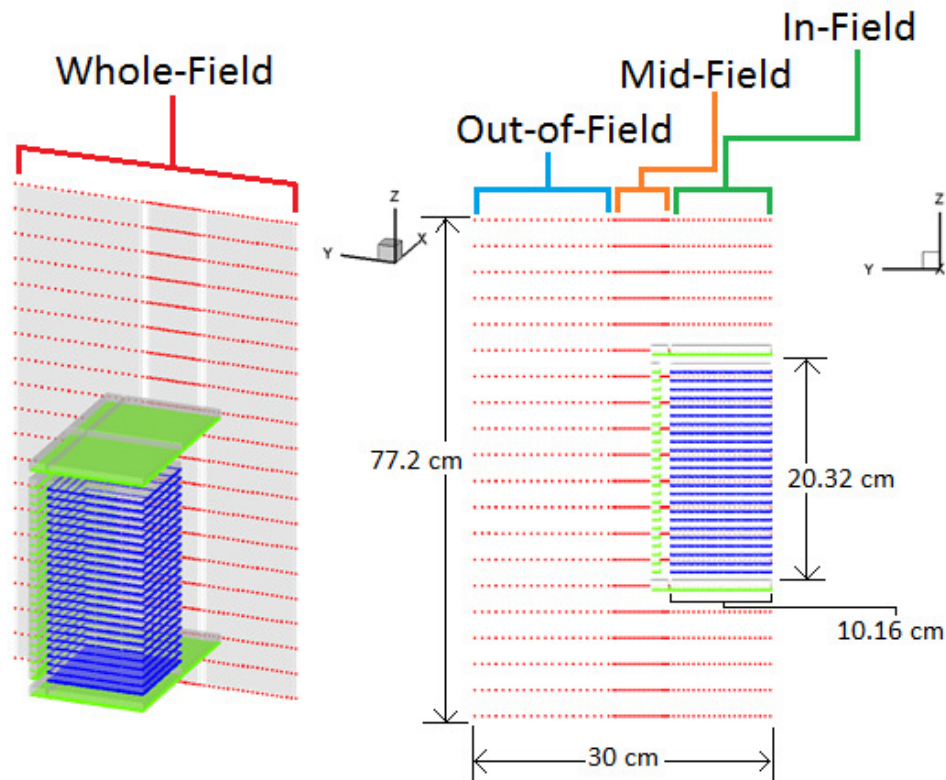 In-Field
Whole-Field
Mid-Field
Out-of-Field
Z
Y
X
Z
Y
X
77.2 cm
20.32 cm
10.16 cm
30 cm